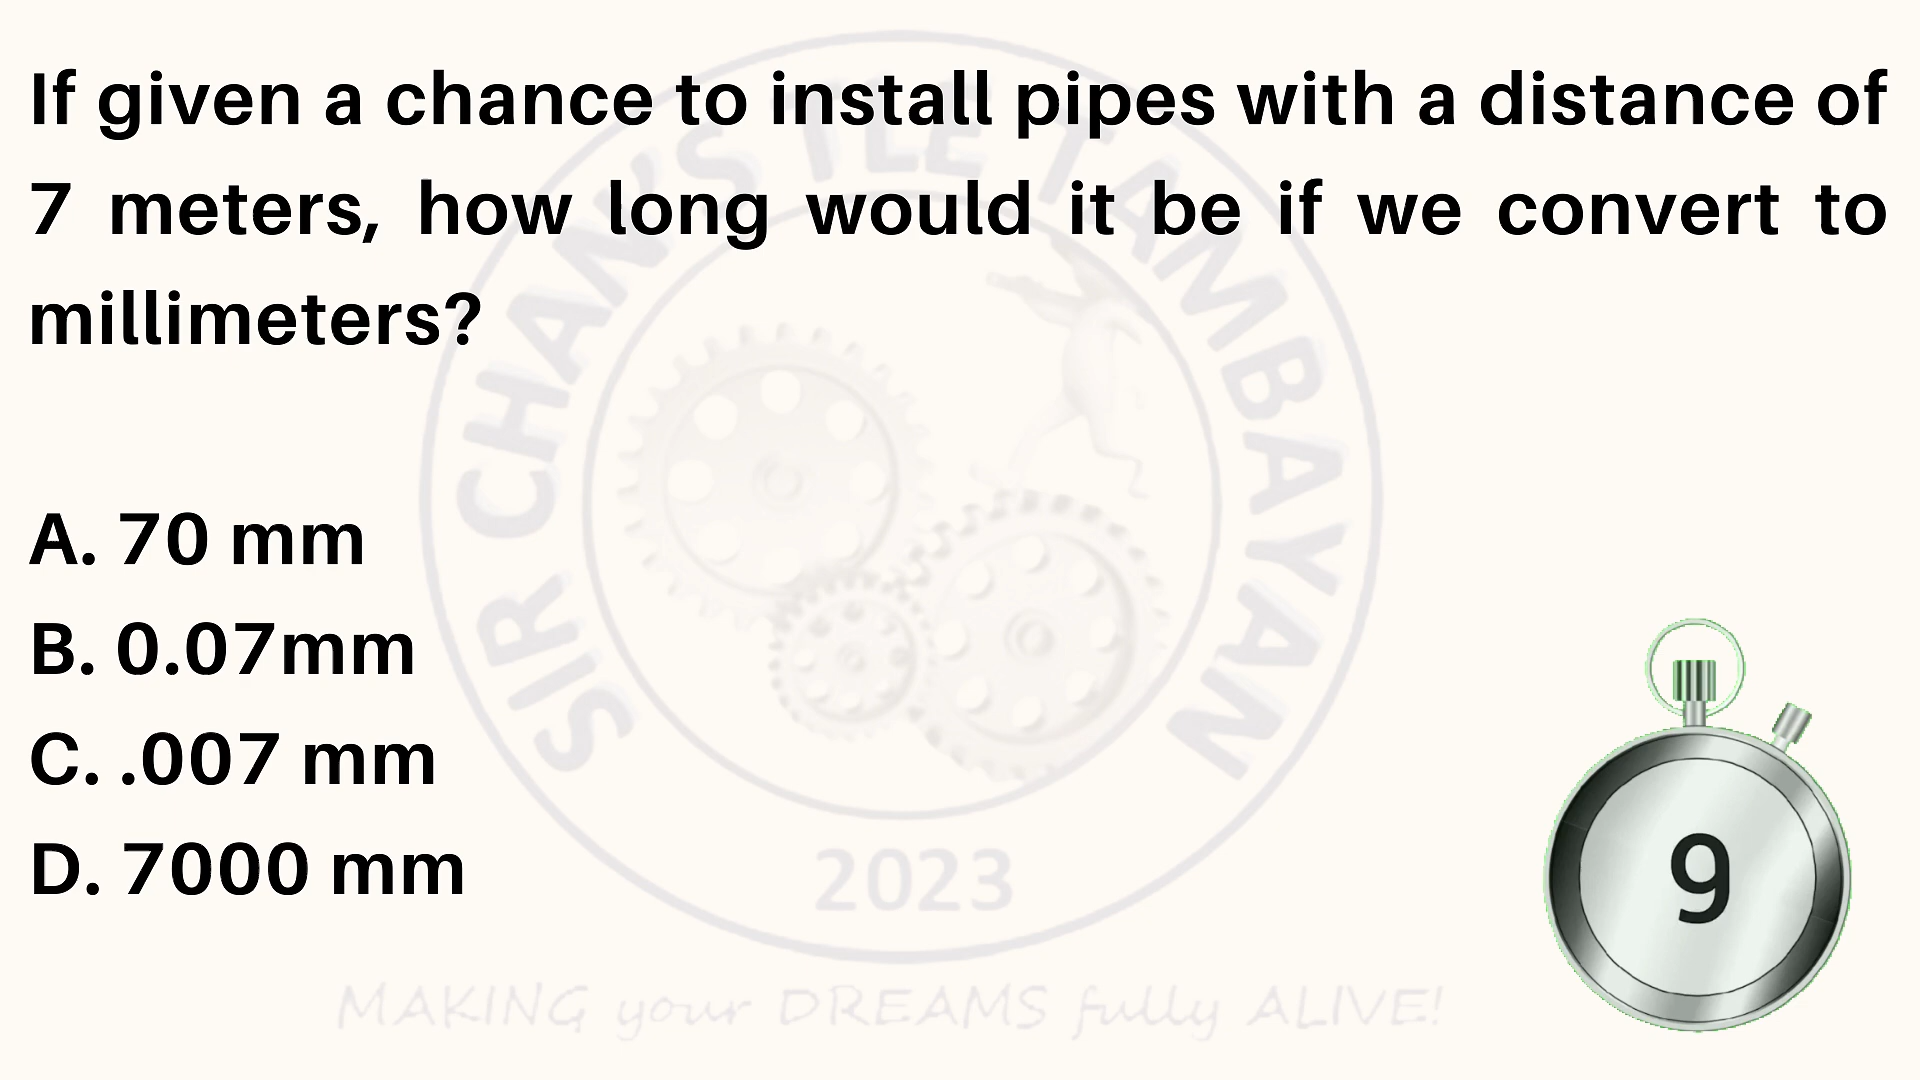 If given a chance to install pipes with a distance of
7 meters, how long would it be if we convert to
millimeters?
A. 70 mm
B. 0.07mm
C. .007 mm
D. 7000 mm
SIR CHAN'S TLE TAMBAYAN
2023
MAKING your DREAMS fully ALIVE!
9